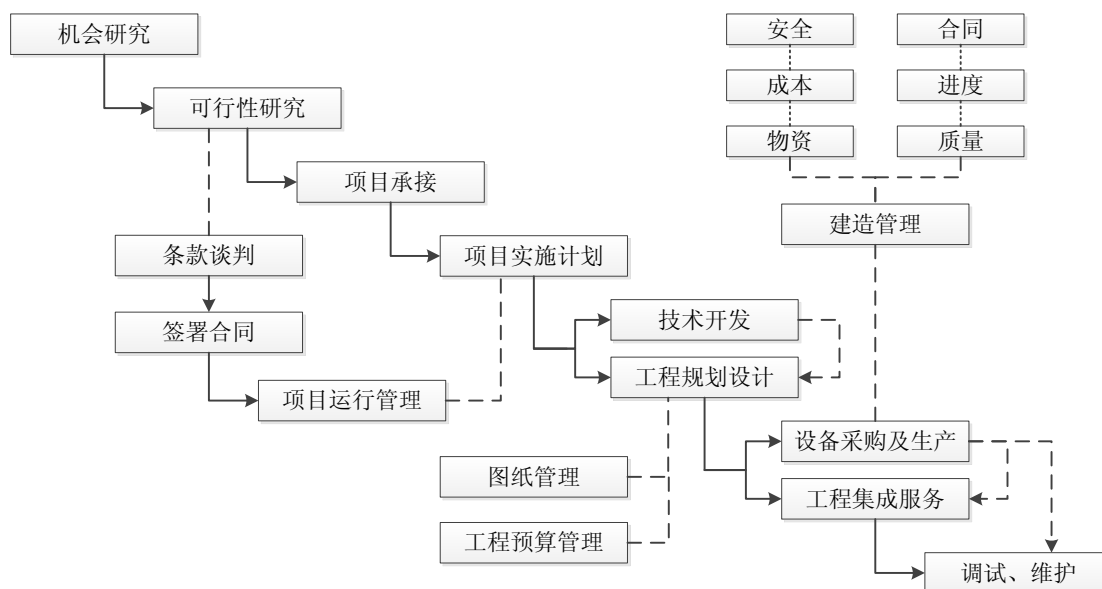 机会研究
安全
合同
可行性研究
成本
进度
物资
质量
项目承接
建造管理
条款谈判
项目实施计划
签署合同
技术开发
工程规划设计
项目运行管理
设备采购及生产
图纸管理
工程集成服务
工程预算管理
调试、维护